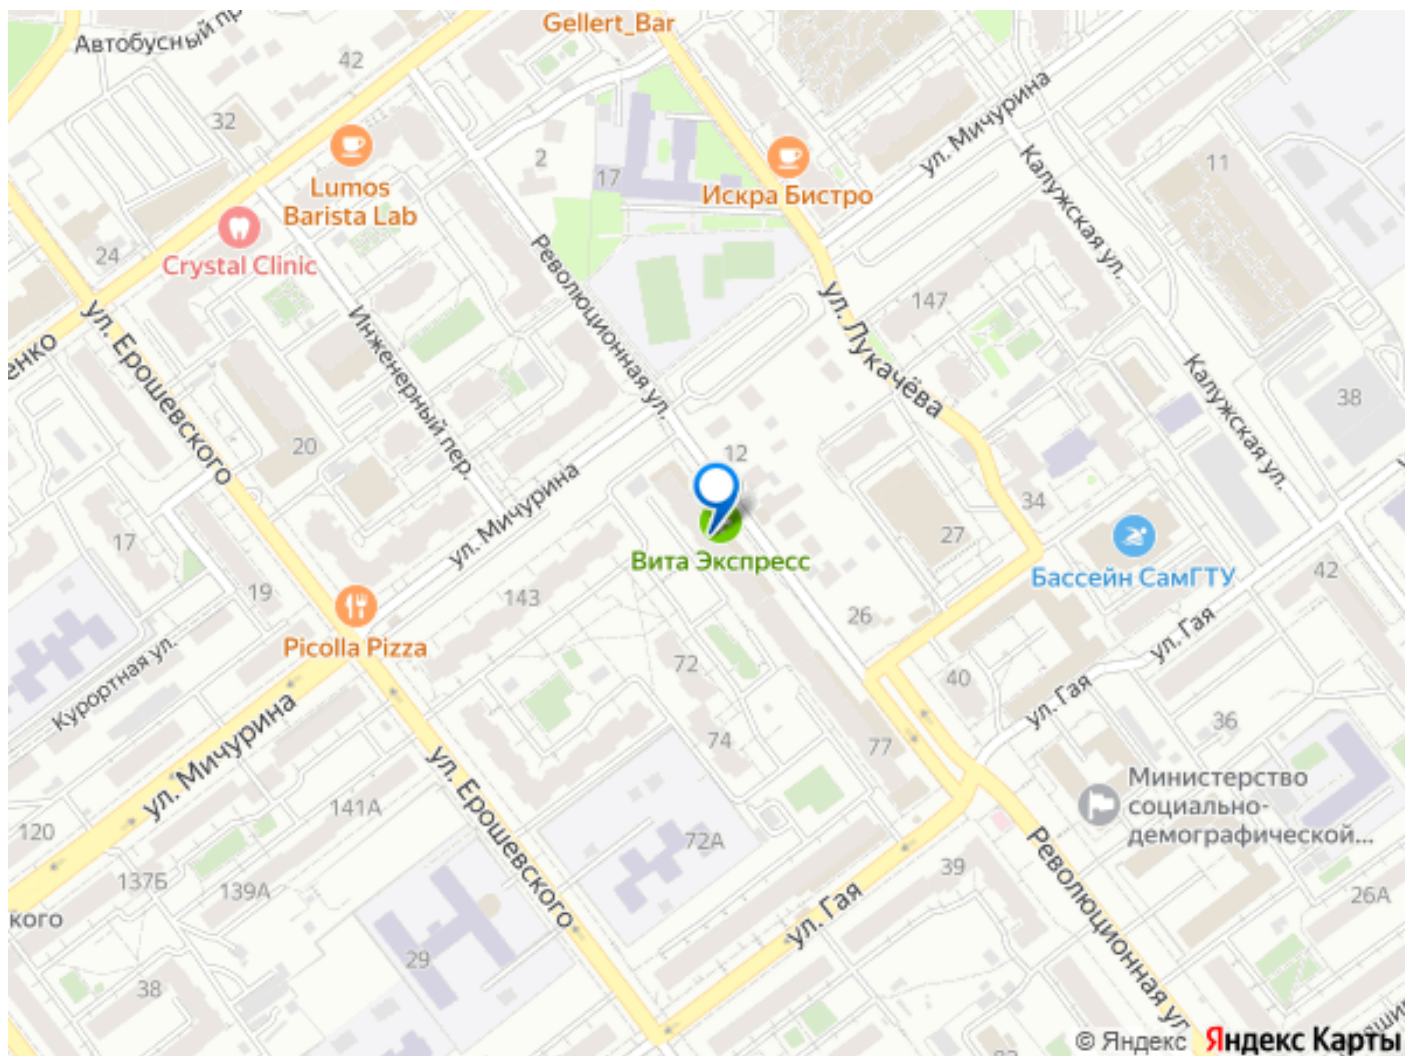 Gellert_Bar
Автобусный пр
42
32
Lumos
Barista Lab
2
17
Искра Бистро
ул. Мичурина
Калужская ул.
11
Crystal Clinic
24
Революционная ул.
ул. Лукачёва
147
енко
ул. Ерошевского
Инженерный пер.
Калужская ул.
38
20
12
ул. Мичурина
34
17
Вита Экспресс
27
Бассейн СамГТУ
42
19
143
26
Picolla Pizza
Курортная ул.
72
40
ул. Гая
ул. Гая
36
ул. Мичурина
ул. Ерошевского
74
77
Министерство
социально-
демографической...
141А
120
72А
Революционная ул
137Б
139А
39
26А
кого
ул. Гая
29
38
© Яндекс
Яндекс Карты